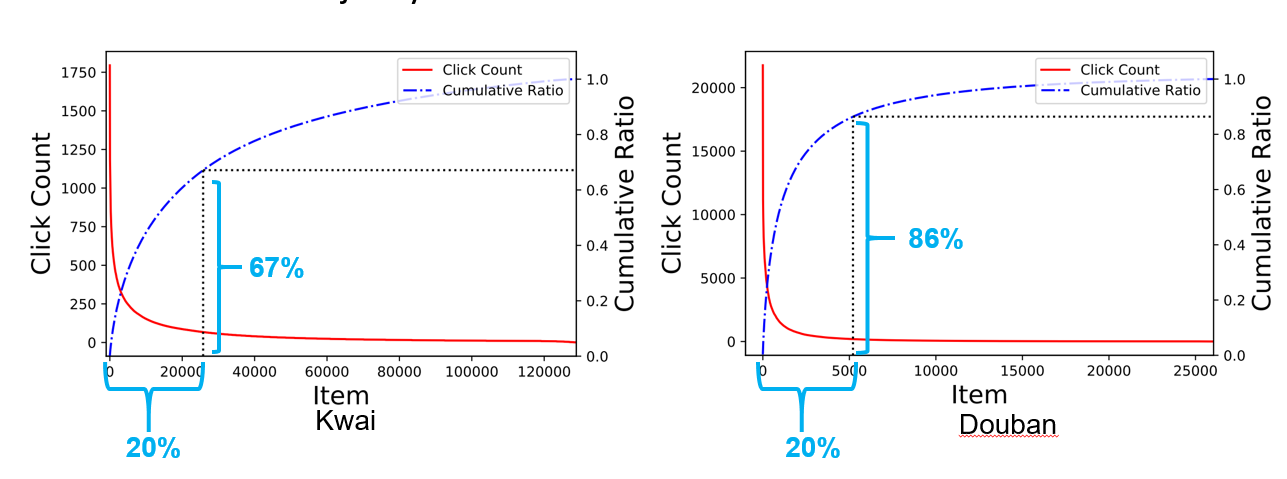 Click Count
Cumulative Ratio
1750
1500
1250
1000
750
500
250
0
Click Count
1.0
0.8
0.6
0.4
0.2
0.0
Cumulative Ratio
67%
0 20000 40000 60000 80000 100000 120000
Item
Kwai
20%
Click Count
Cumulative Ratio
20000
15000
10000
5000
0
Click Count
1.0
0.8
0.6
0.4
0.2
0.0
Cumulative Ratio
86%
0 5000 10000 15000 20000 25000
Item
Douban
20%